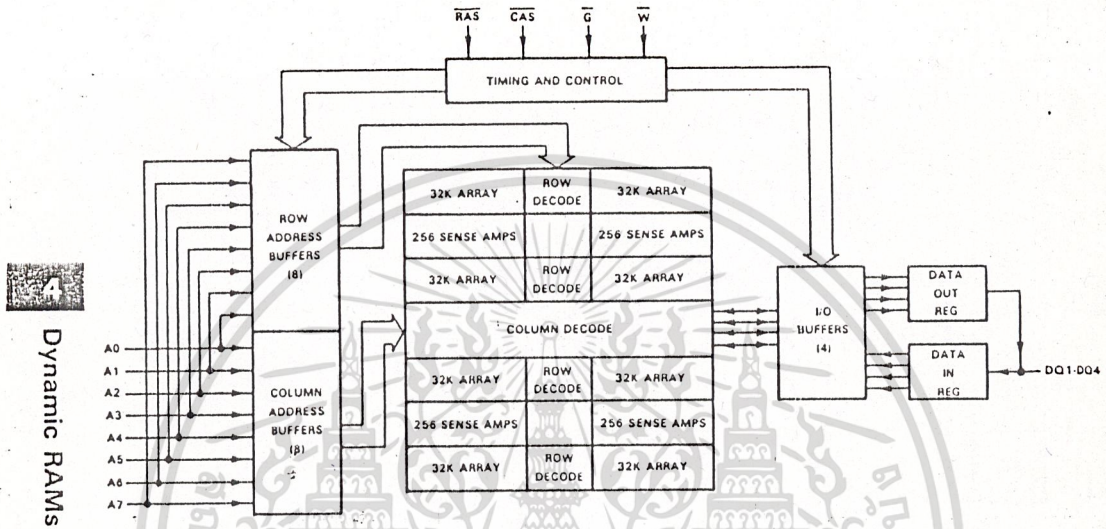 RAS CAS G W
TIMING AND CONTROL
ROW
ADDRESS
BUFFERS
(8)
32K ARRAY ROW DECODE 32K ARRAY
256 SENSE AMPS 256 SENSE AMPS
32K ARRAY ROW DECODE 32K ARRAY
COLUMN DECODE
32K ARRAY ROW DECODE 32K ARRAY
256 SENSE AMPS 256 SENSE AMPS
32K ARRAY ROW DECODE 32K ARRAY
I/O
BUFFERS
(4)
DATA
OUT
REG
DATA
IN
REG
DQ1-DQ4
A0
A1
A2
A3
A4
A5
A6
A7
COLUMN
ADDRESS
BUFFERS
(8)
4
Dynamic RAMs